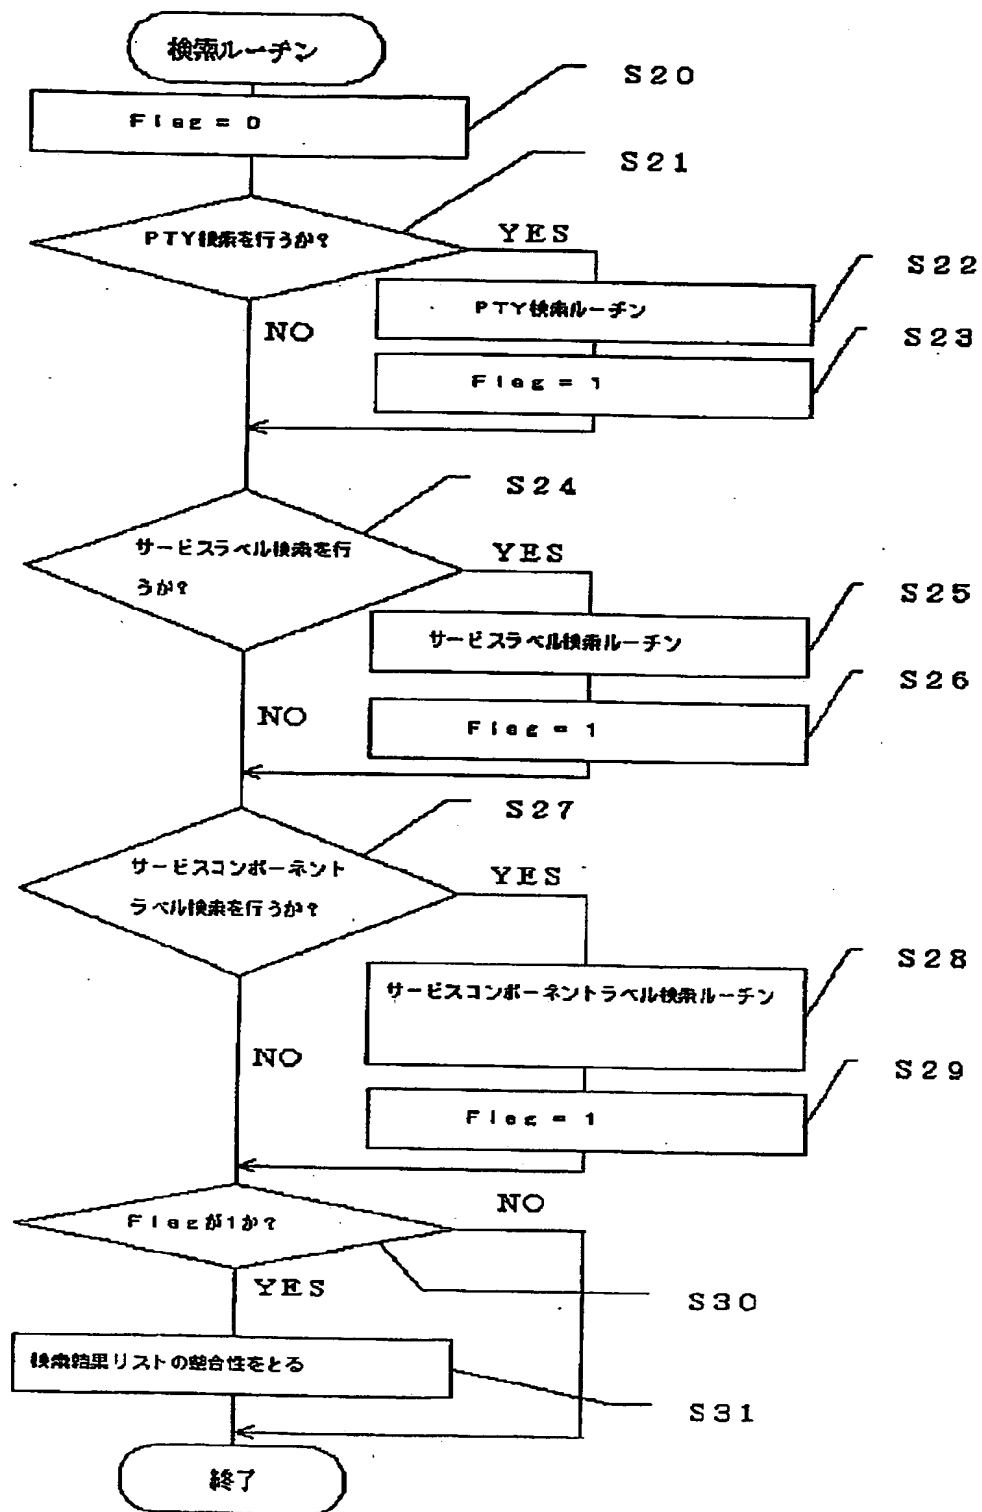 検索ルーチン
S20
Flag = 0
S21
PTY検索を行うか?
YES
S22
PTY検索ルーチン
NO
S23
Flag = 1
S24
サービスラベル検索を行
うか?
YES
S25
サービスラベル検索ルーチン
S26
NO
Flag = 1
S27
サービスコンポーネント
ラベル検索を行うか?
YES
S28
サービスコンポーネントラベル検索ルーチン
NO
S29
Flag = 1
NO
Flagが1か?
YES
S30
検索結果リストの整合性をとる
S31
終了